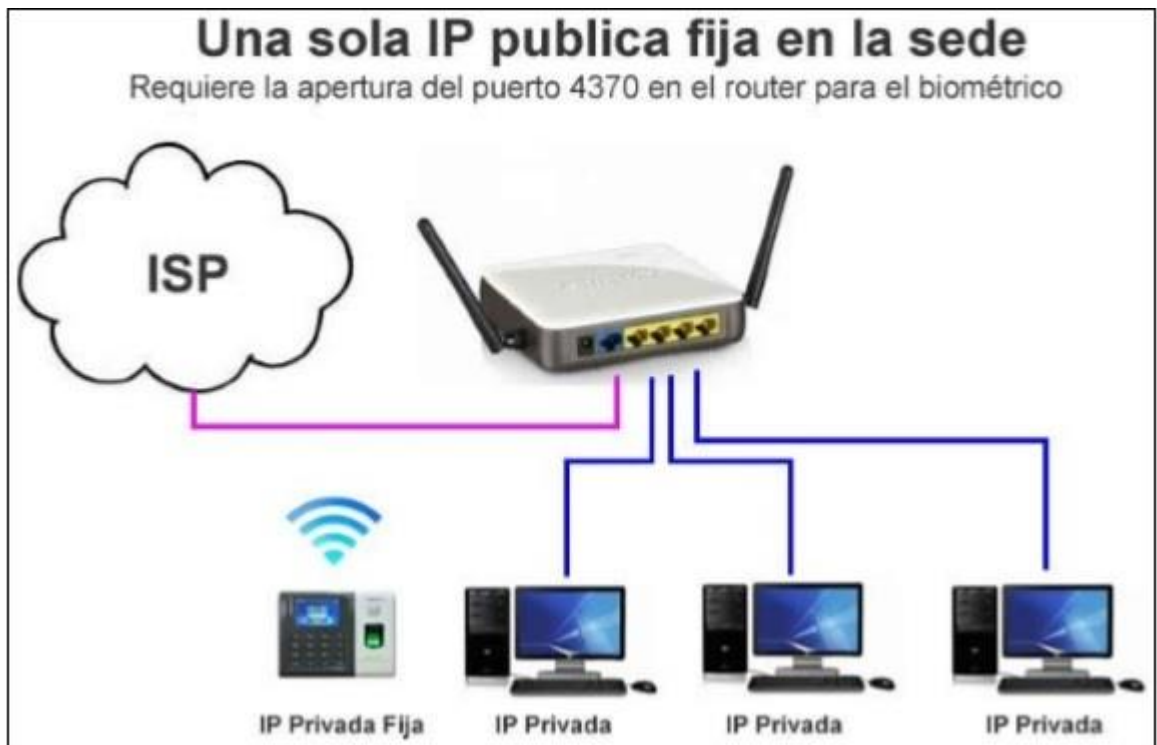 Una sola IP publica fija en la sede
Requiere la apertura del puerto 4370 en el router para el biométrico
ISP
IP Privada Fija
IP Privada
IP Privada
IP Privada